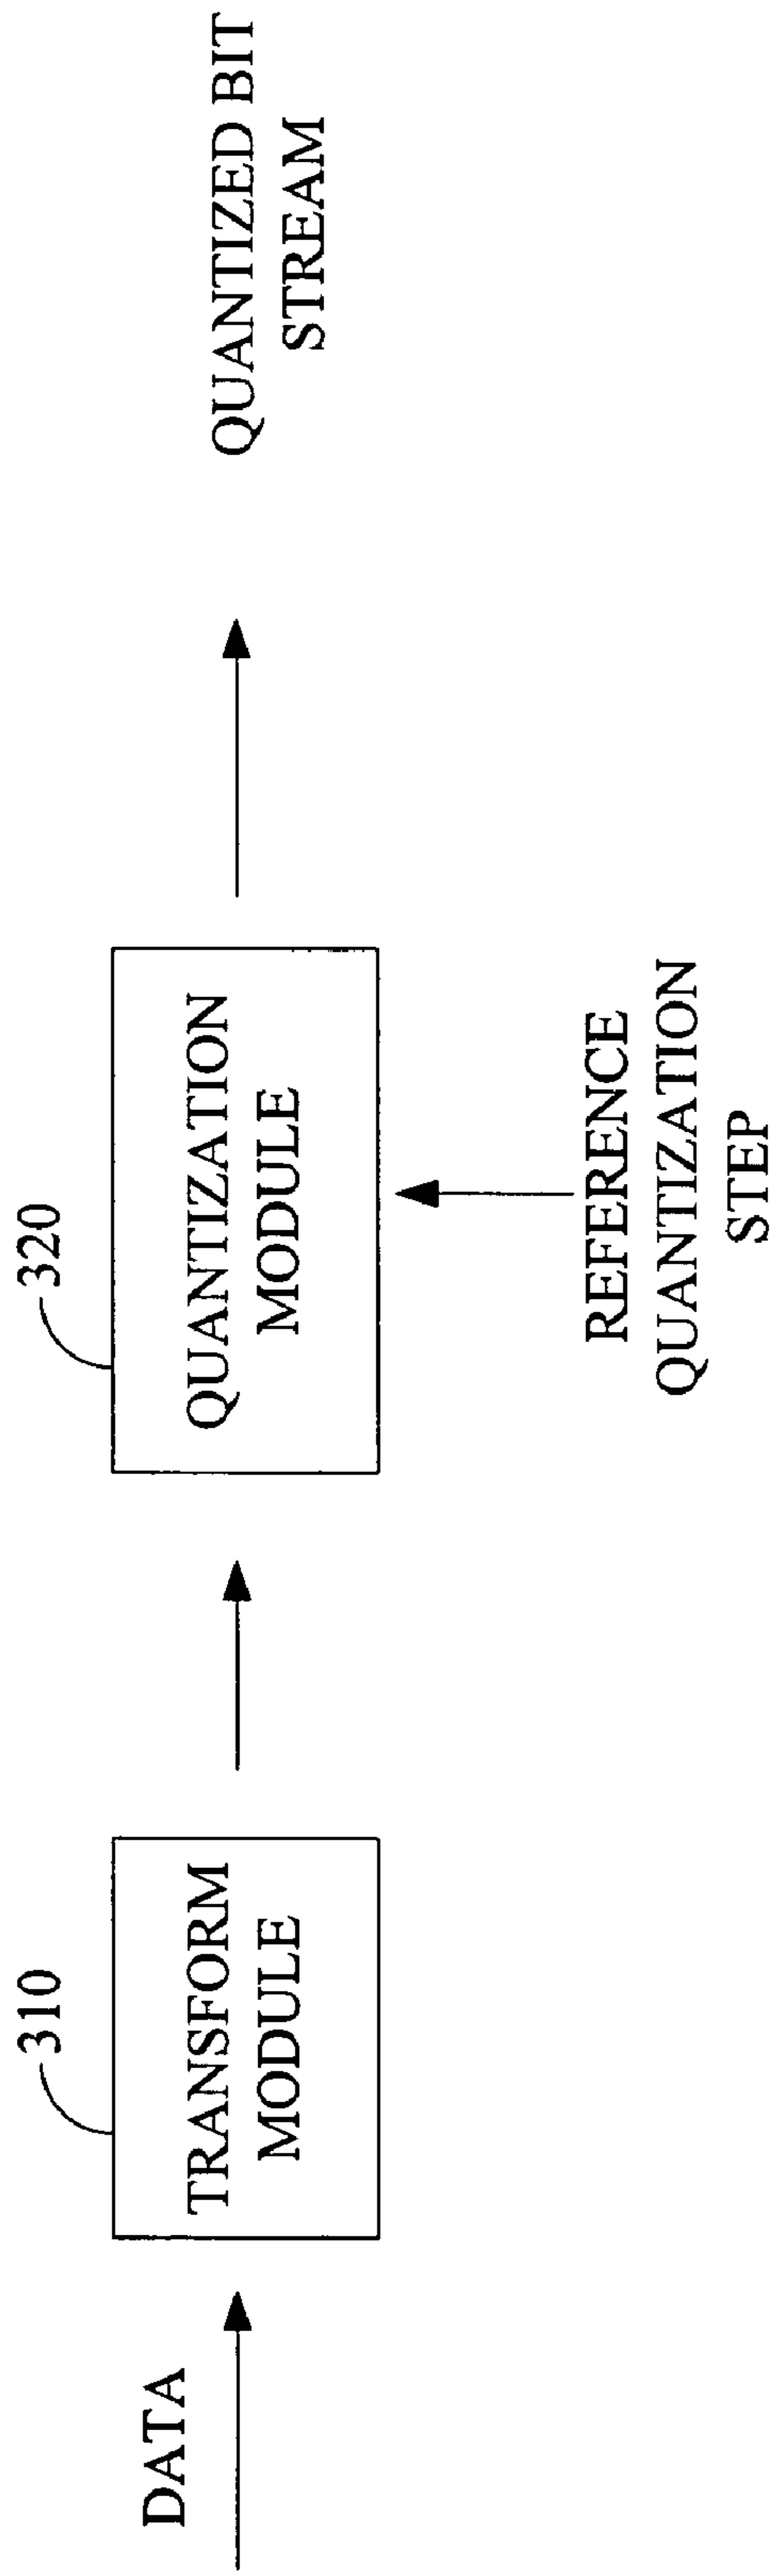 DATA
310
TRANSFORM
MODULE
320
QUANTIZATION
MODULE
REFERENCE
QUANTIZATION
STEP
QUANTIZED BIT
STREAM